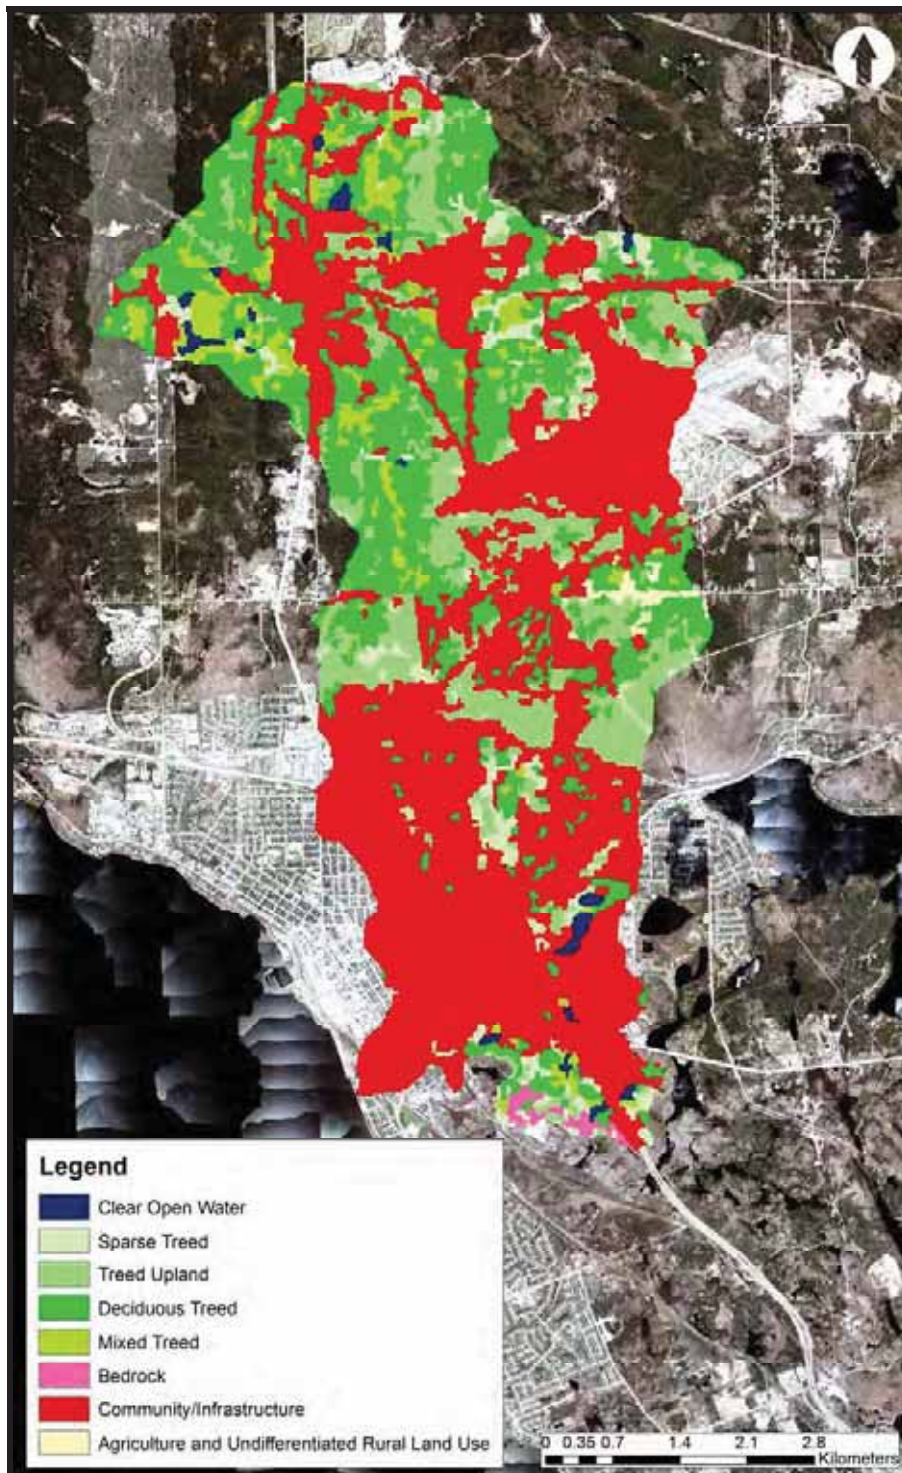 Legend
Clear Open Water
Sparse Treed
Treed Upland
Deciduous Treed
Mixed Treed
Bedrock
Community/Infrastructure
Agriculture and Undifferentiated Rural Land Use
0 0.35 0.7 1.4 2.1 2.8
Kilometers